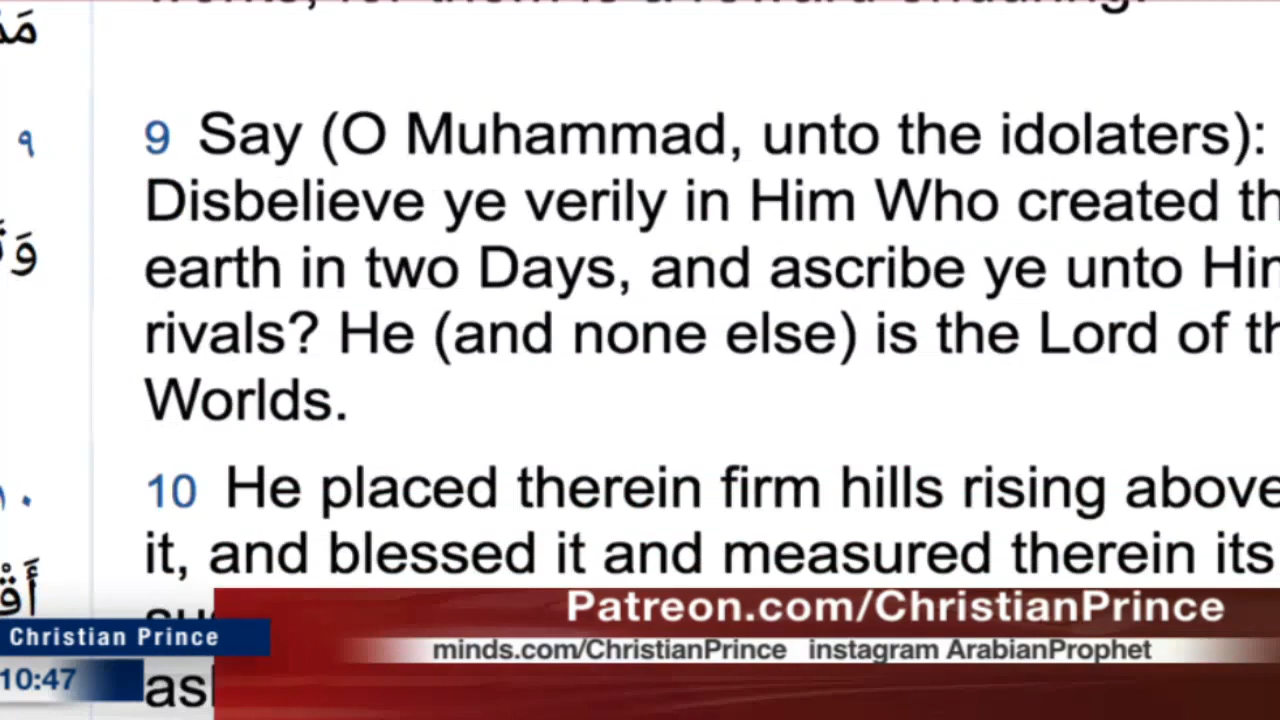 9 Say (O Muhammad, unto the idolaters):
Disbelieve ye verily in Him Who created
earth in two Days, and ascribe ye unto
rivals? He (and none else) is the Lord of
Worlds.
10 He placed therein firm hills rising above
it, and blessed it and measured therein its
٩
١٠
Patreon.com/ChristianPrince
Christian Prince
minds.com/ChristianPrince instagram ArabianProphet
10:47